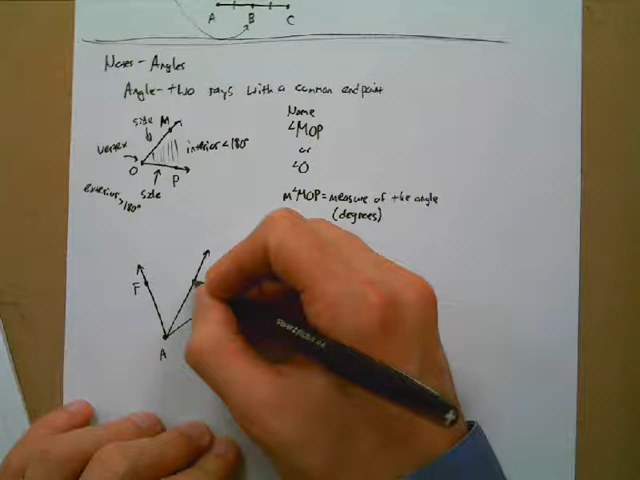 A B C
Notes - Angles
Angle - two rays with a common endpoint
Name
side M
∠MOP
vertex interior < 180°
or
O P
∠O
exterior > 180° side
m∠MOP = measure of the angle
(degrees)
F
A